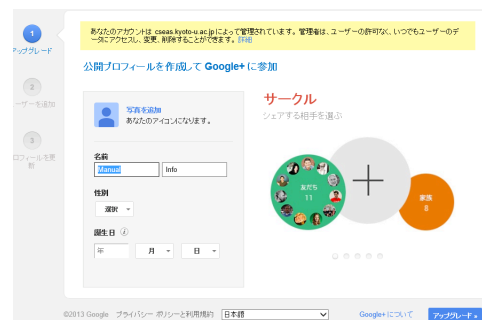 あなたのアカウントは cseas.kyoto-u.ac.jp によって管理されています。管理者は、ユーザーの許可なく、いつでもユーザーのデ
ータにアクセスし、変更、削除することができます。詳細
1
アップグレード
公開プロフィールを作成して Google+ に参加
2
ーザーを追加
3
ロフィールを更
新
写真を追加
あなたのアイコンになります。
名前
Manual
Info
性別
選択
誕生日
年
月
日
サークル
シェアする相手を選ぶ
友だち
11
家族
8
©2013 Google プライバシー ポリシーと利用規約 日本語
Google+ について
アップグレード »